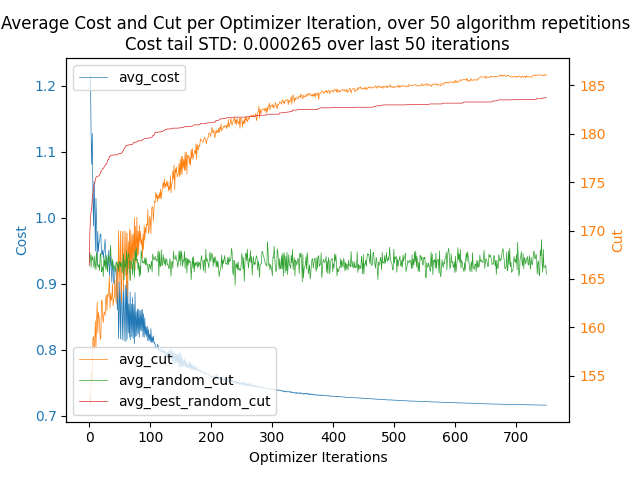 Average Cost and Cut per Optimizer Iteration, over 50 algorithm repetitions
Cost tail STD: 0.000265 over last 50 iterations
avg_cost
1.2
1.1
1.0
0.9
0.8
0.7
Cost
185
180
175
170
165
160
155
Cut
avg_cut
avg_random_cut
avg_best_random_cut
0 100 200 300 400 500 600 700
Optimizer Iterations